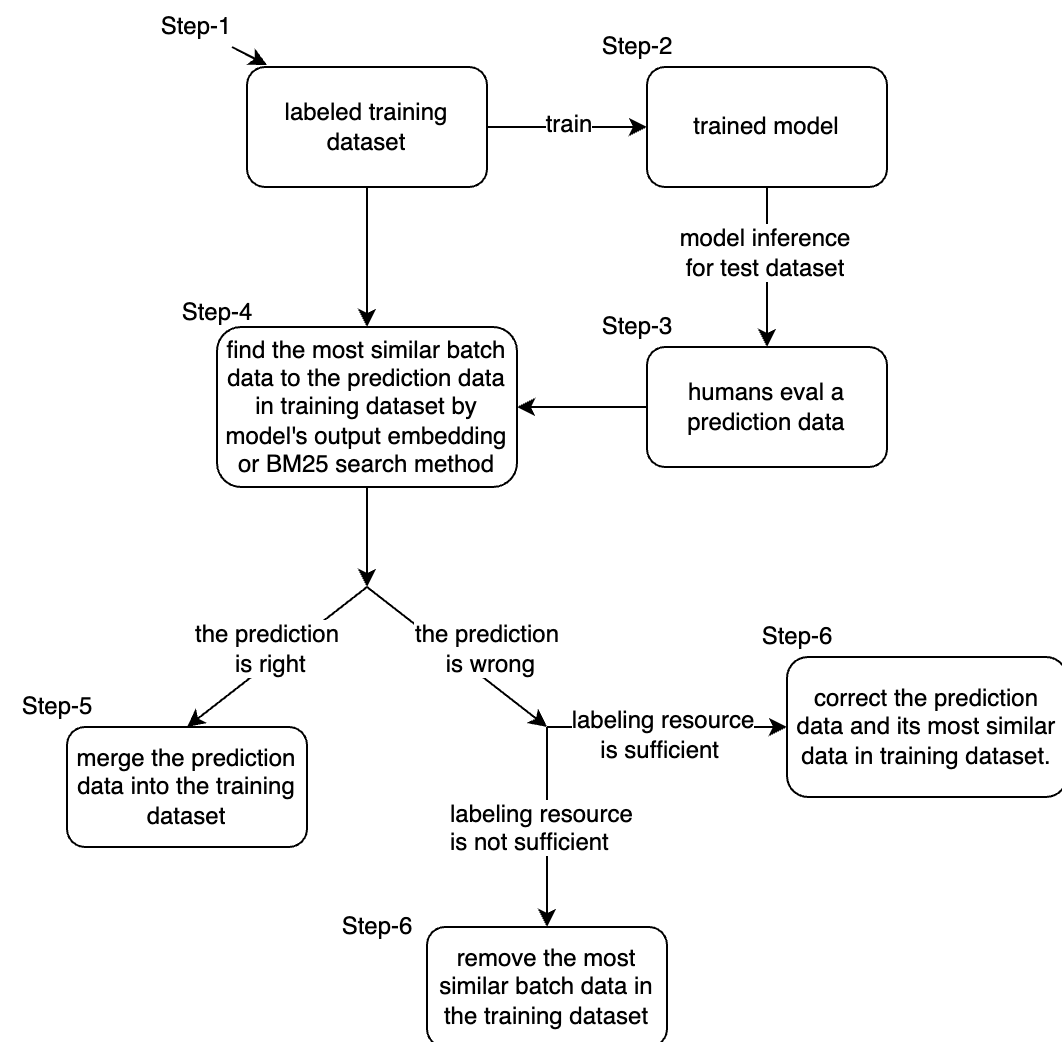 Step-1
Step-2
labeled training
dataset
train
trained model
model inference
for test dataset
Step-4
Step-3
find the most similar batch
data to the prediction data
in training dataset by
model's output embedding
or BM25 search method
humans eval a
prediction data
the prediction
is right
the prediction
is wrong
Step-5
merge the prediction
data into the training
dataset
labeling resource
is sufficient
Step-6
correct the prediction
data and its most similar
data in training dataset.
labeling resource
is not sufficient
Step-6
remove the most
similar batch data in
the training dataset